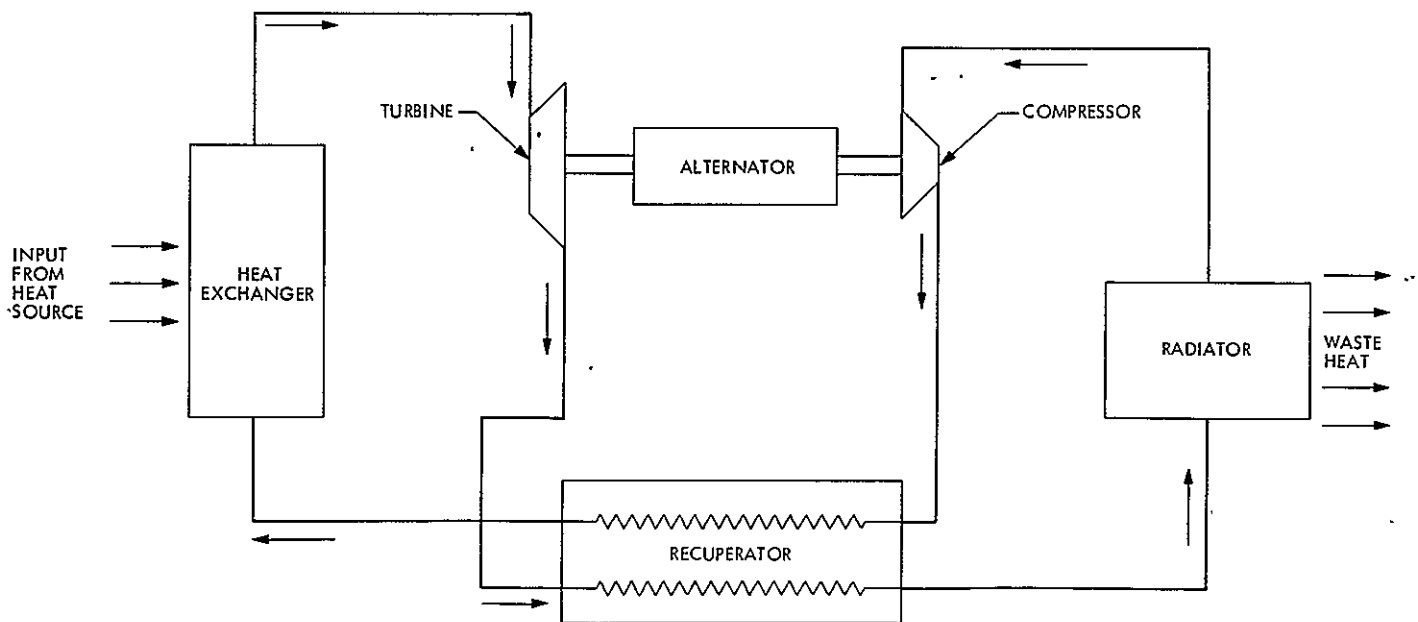 TURBINE
COMPRESSOR
ALTERNATOR
INPUT
FROM
HEAT
SOURCE
HEAT
EXCHANGER
RADIATOR
WASTE
HEAT
RECUPERATOR